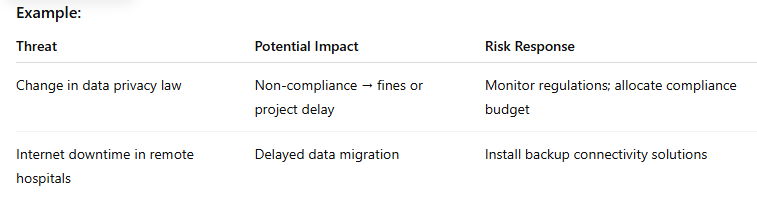 Example:
Threat Potential Impact Risk Response
Change in data privacy law Non-compliance → fines or Monitor regulations; allocate compliance
project delay budget
Internet downtime in remote Delayed data migration Install backup connectivity solutions
hospitals